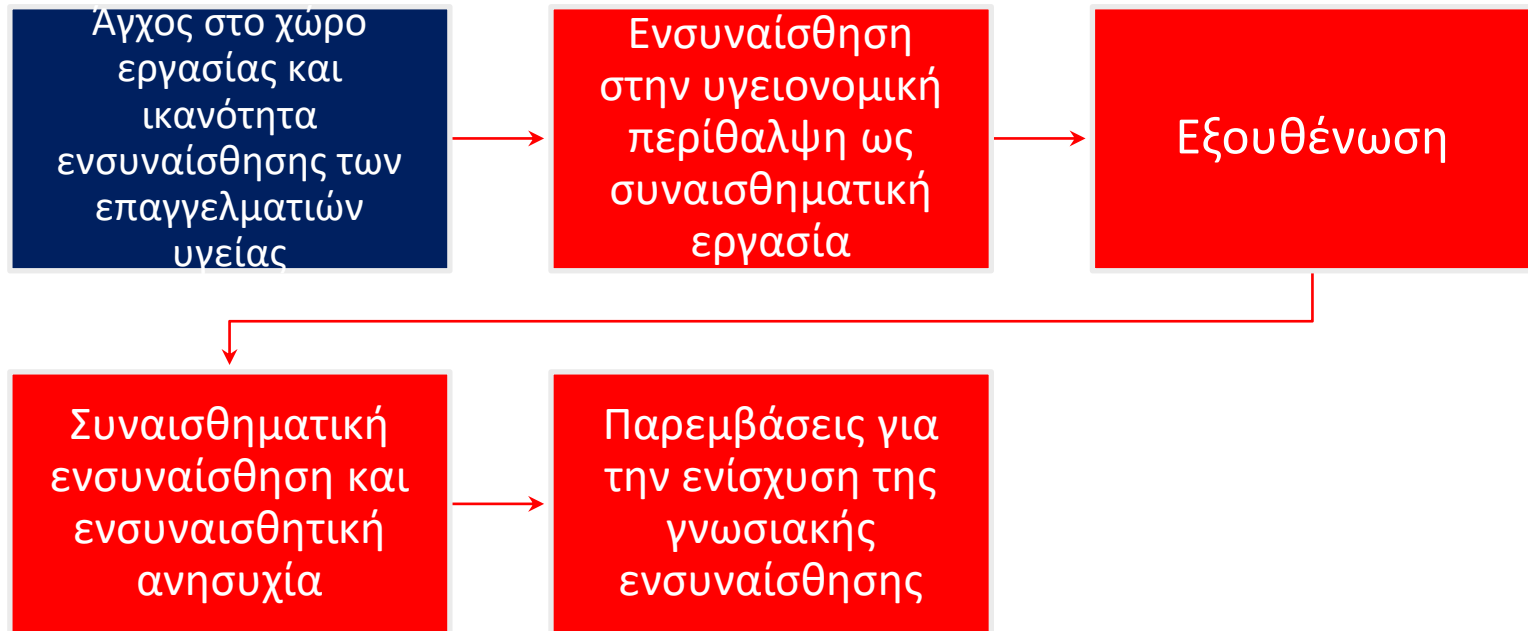 Άγχος στο χώρο
εργασίας και
ικανότητα
ενσυναίσθησης των
επαγγελματιών
υγείας
Ενσυναίσθηση
στην υγειονομική
περίθαλψη ως
συναισθηματική
εργασία
Εξουθένωση
Συναισθηματική
ενσυναίσθηση και
ενσυναισθητική
ανησυχία
Παρεμβάσεις για
την ενίσχυση της
γνωσιακής
ενσυναίσθησης